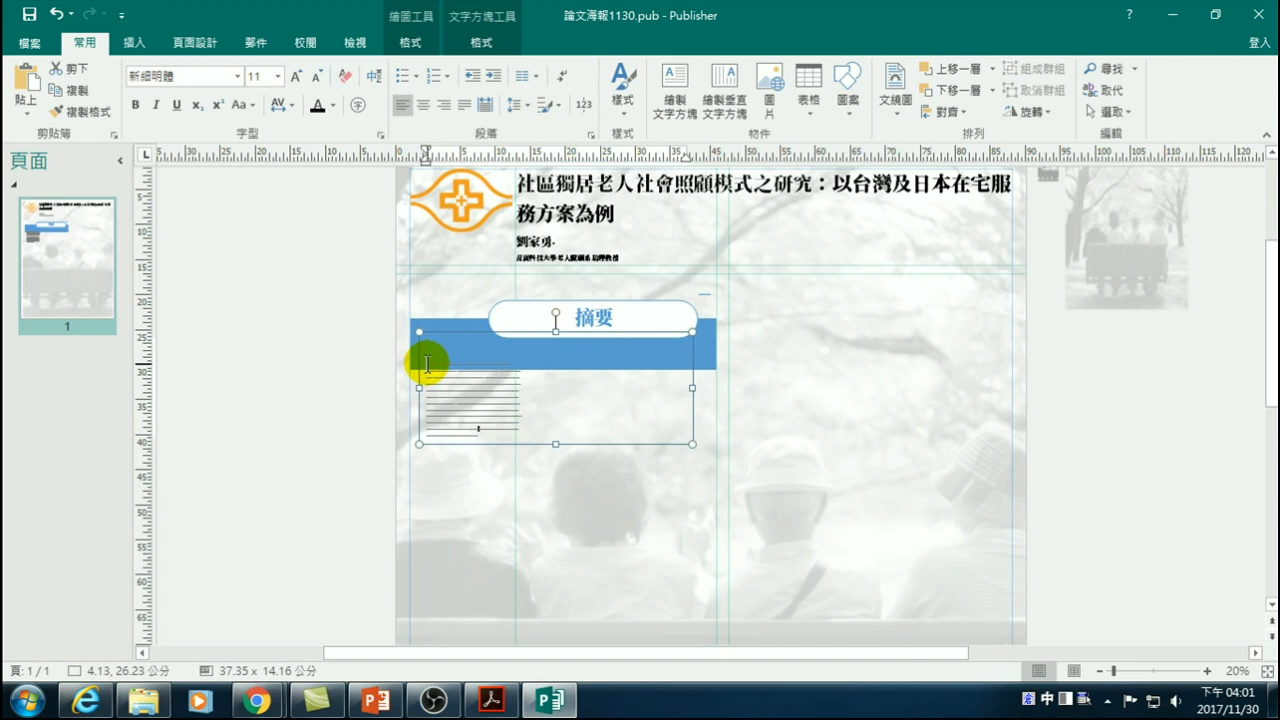 論文海報1130.pub - Publisher
繪圖工具 文字方塊工具
? 
檔案 常用 插入 頁面設計 郵件 校閱 檢視 格式 格式 登入
貼上 剪下 複製 複製格式
剪貼簿
新細明體 11
B I U X₂ X² Aa AV A
字型
123
段落
樣式
樣式
繪製文字方塊 繪製垂直文字方塊 圖片 表格 圖案
物件
文繞圖 上移一層 下移一層 對齊 組成群組 取消群組 旋轉
排列
尋找 取代 選取
編輯
頁面
1
社區獨居老人社會照顧模式之研究：以台灣及日本在宅服
務方案為例
劉家勇
摘要
頁: 1 / 1 4.13, 26.23 公分 37.35 x 14.16 公分 20%
中
下午 04:01
2017/11/30